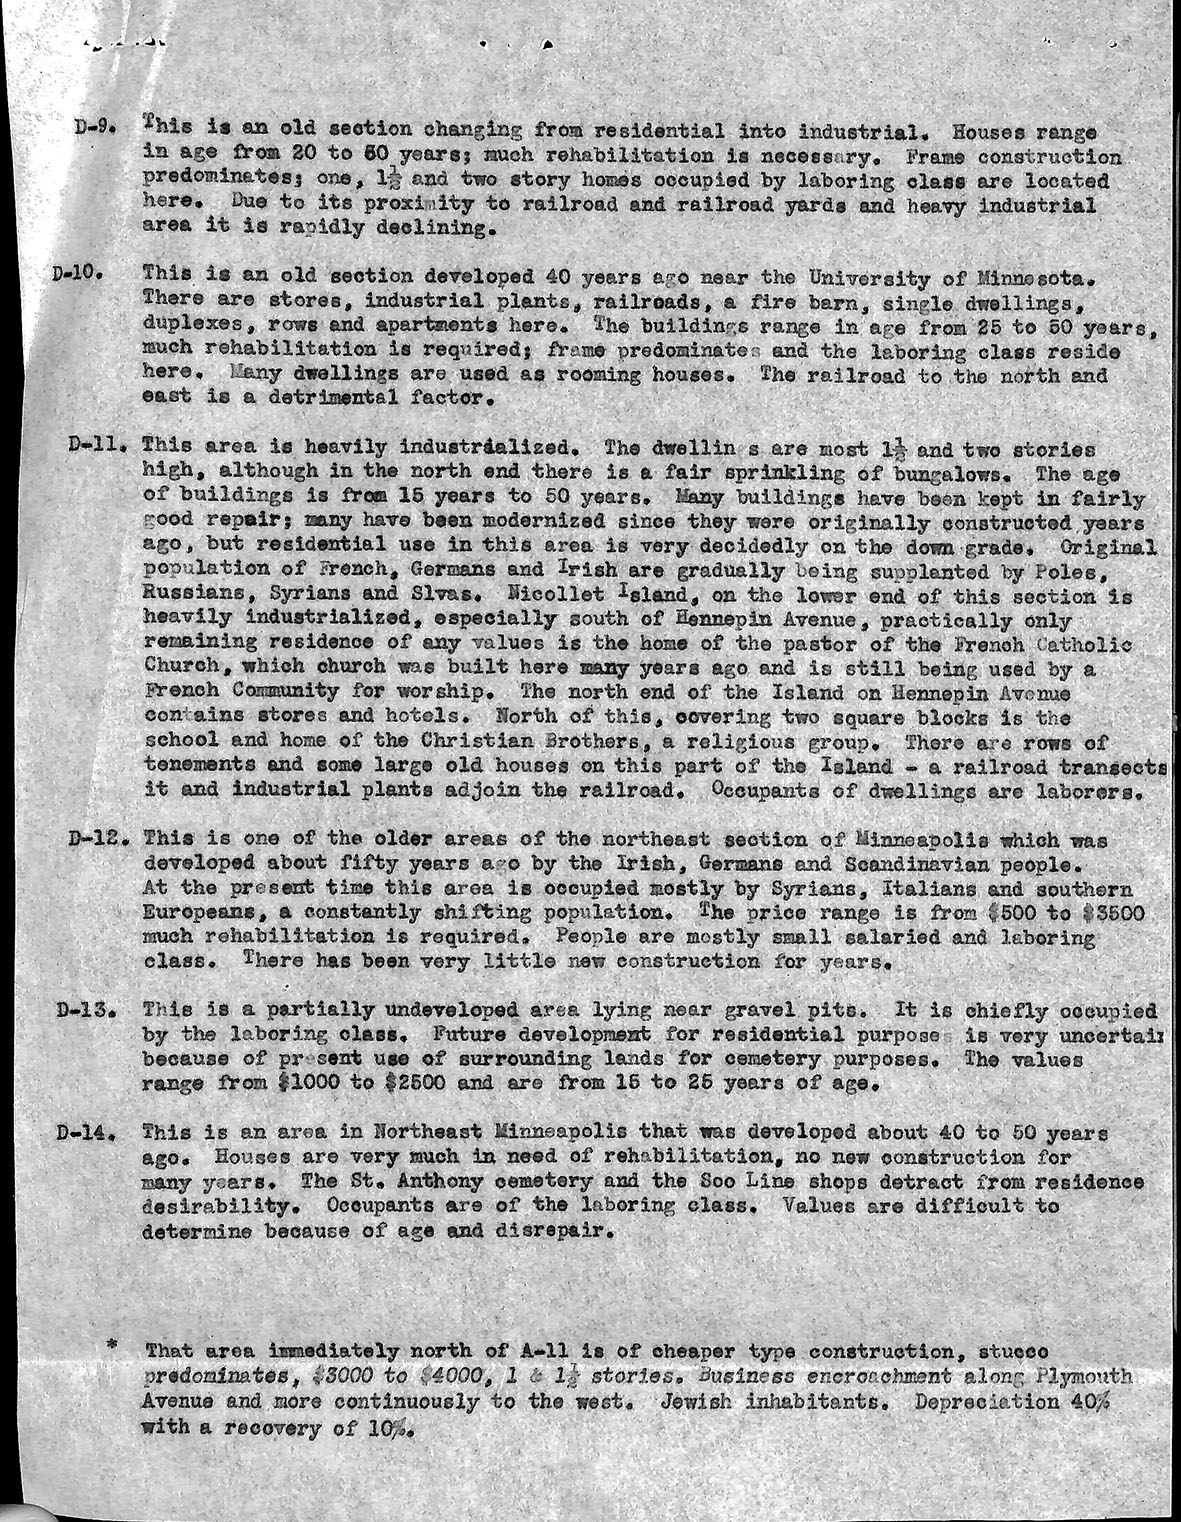 D-9. This is an old section changing from residential into industrial. Houses range
in age from 20 to 60 years; much rehabilitation is necessary. Frame construction
predominates; one, 1½ and two story homes occupied by laboring class are located
here. Due to its proximity to railroad and railroad yards and heavy industrial
area it is rapidly declining.
D-10. This is an old section developed 40 years ago near the University of Minnesota.
There are stores, industrial plants, railroads, a fire barn, single dwellings,
duplexes, rows and apartments here. The buildings range in age from 25 to 50 years,
much rehabilitation is required; frame predominates and the laboring class reside
here. Many dwellings are used as rooming houses. The railroad to the north and
east is a detrimental factor.
D-11. This area is heavily industrialized. The dwellin s are most 1½ and two stories
high, although in the north end there is a fair sprinkling of bungalows. The age
of buildings is from 15 years to 50 years. Many buildings have been kept in fairly
good repair; many have been modernized since they were originally constructed years
ago, but residential use in this area is very decidedly on the down grade. Original
population of French, Germans and Irish are gradually being supplanted by Poles,
Russians, Syrians and Slvas. Nicollet Island, on the lower end of this section is
heavily industrialized, especially south of Hennepin Avenue, practically only
remaining residence of any values is the home of the pastor of the French Catholic
Church, which church was built here many years ago and is still being used by a
French Community for worship. The north end of the Island on Hennepin Avenue
contains stores and hotels. North of this, covering two square blocks is the
school and home of the Christian Brothers, a religious group. There are rows of
tenements and some large old houses on this part of the Island - a railroad transects
it and industrial plants adjoin the railroad. Occupants of dwellings are laborers.
D-12. This is one of the older areas of the northeast section of Minneapolis which was
developed about fifty years ago by the Irish, Germans and Scandinavian people.
At the present time this area is occupied mostly by Syrians, Italians and southern
Europeans, a constantly shifting population. The price range is from $500 to $3500
much rehabilitation is required. People are mostly small salaried and laboring
class. There has been very little new construction for years.
D-13. This is a partially undeveloped area lying near gravel pits. It is chiefly occupied
by the laboring class. Future development for residential purposes is very uncertain
because of present use of surrounding lands for cemetery purposes. The values
range from $1000 to $2500 and are from 15 to 25 years of age.
D-14. This is an area in Northeast Minneapolis that was developed about 40 to 50 years
ago. Houses are very much in need of rehabilitation, no new construction for
many years. The St. Anthony cemetery and the Soo Line shops detract from residence
desirability. Occupants are of the laboring class. Values are difficult to
determine because of age and disrepair.
* That area immediately north of A-11 is of cheaper type construction, stucco
predominates, $3000 to $4000, 1 & 1½ stories. Business encroachment along Plymouth
Avenue and more continuously to the west. Jewish inhabitants. Depreciation 40%
with a recovery of 10%.